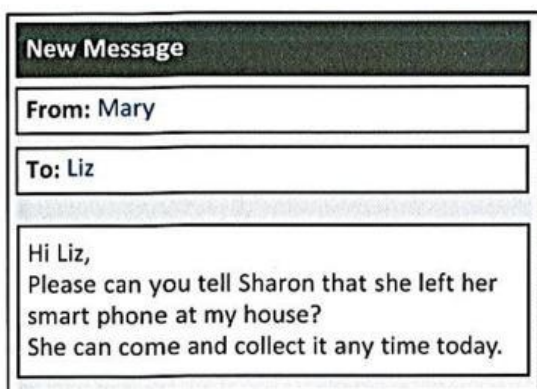 New Message
From: Mary
To: Liz
Hi Liz,
Please can you tell Sharon that she left her
smart phone at my house?
She can come and collect it any time today.